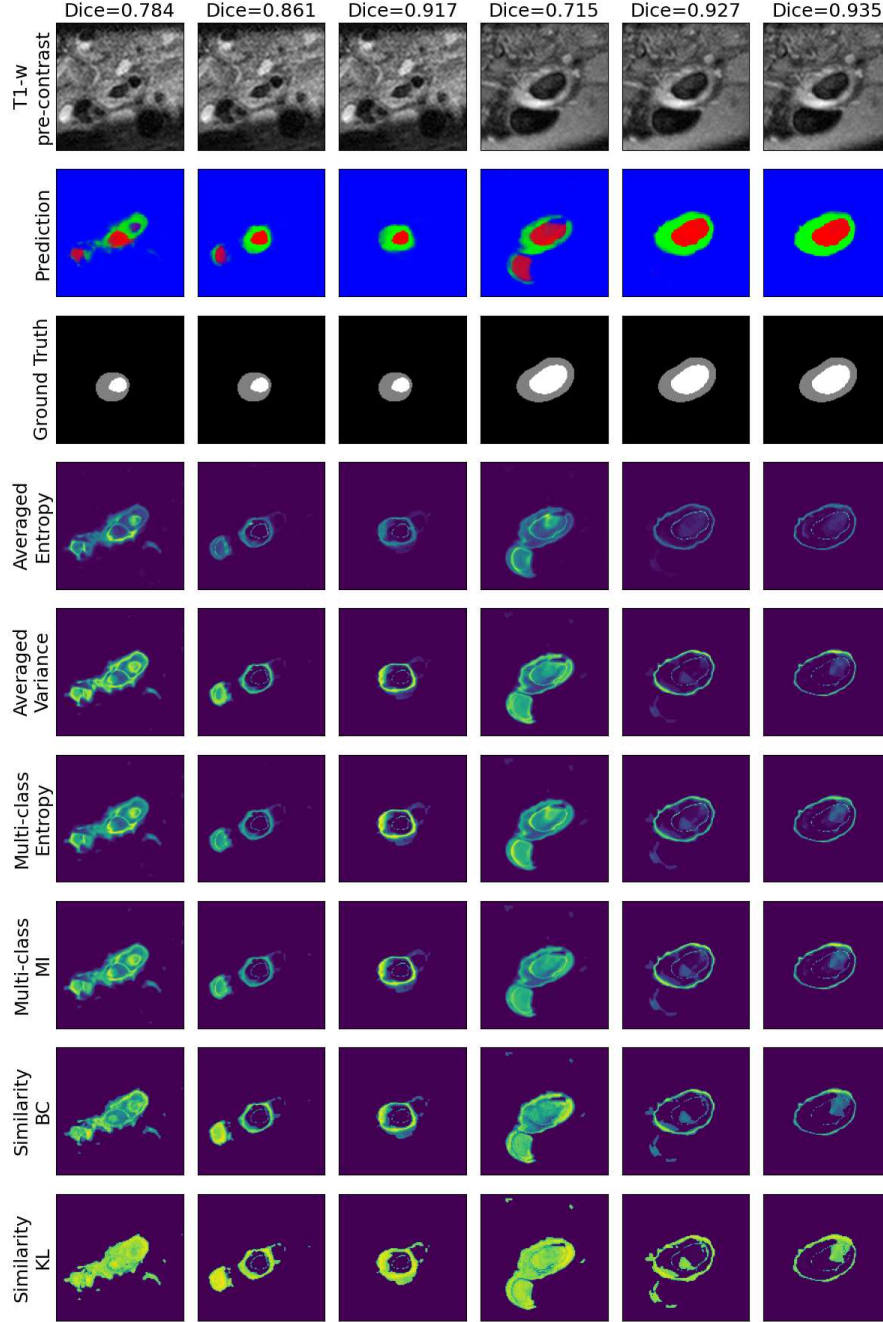 Dice=0.784 Dice=0.861 Dice=0.917 Dice=0.715 Dice=0.927 Dice=0.935
T1-w
pre-contrast
Prediction
Ground Truth
Averaged
Entropy
Averaged
Variance
Multi-class
Entropy
Multi-class
MI
Similarity
BC
Similarity
KL